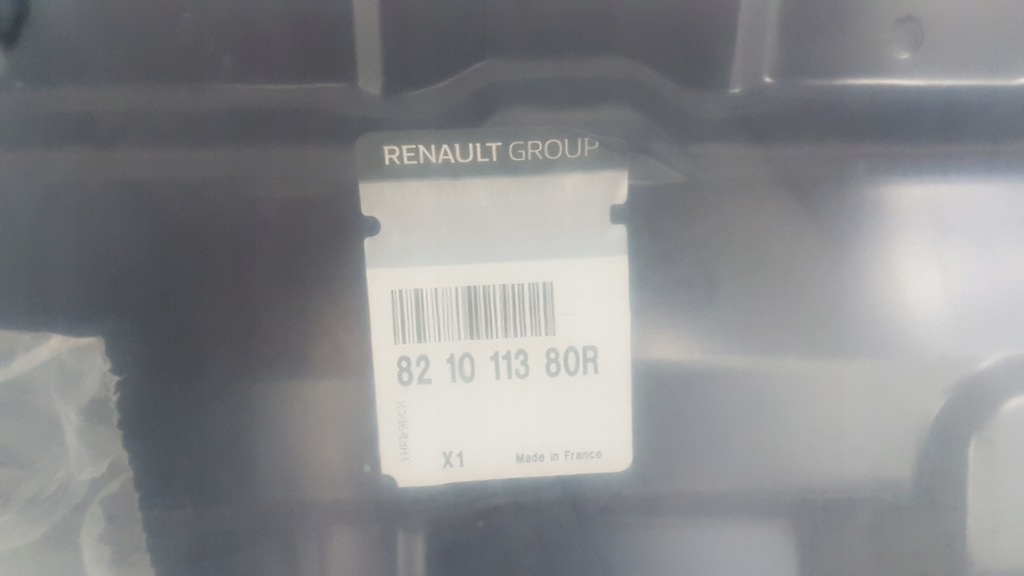 RENAULT GROUP
82 10 113 80R
X1
Made in France